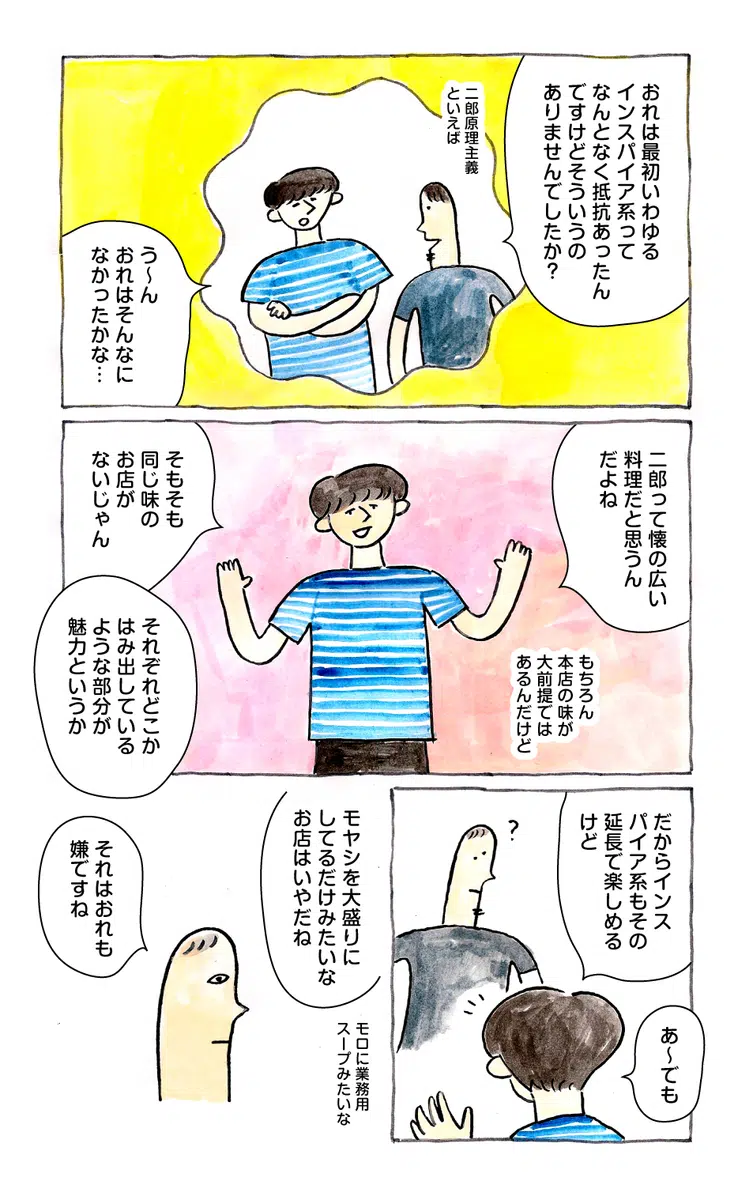 おれは最初いわゆる
インスパイア系って
なんとなく抵抗あったん
ですけどそういうの
ありませんでしたか?
二郎原理主義
といえば
う〜ん
おれはそんなに
なかったかな…
二郎って懐の広い
料理だと思うん
だよね
もちろん
本店の味が
大前提では
あるんだけど
そもそも
同じ味の
お店が
ないじゃん
それぞれどこか
はみ出している
ような部分が
魅力というか
だからインス
パイア系もその
延長で楽しめる
けど
?
あ〜でも
モヤシを大盛りに
してるだけみたいな
お店はいやだね
モロに業務用
スープみたいな
それはおれも
嫌ですね